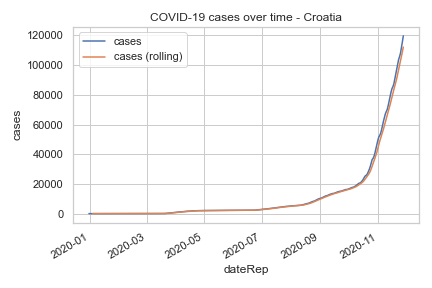 COVID-19 cases over time - Croatia
cases
cases (rolling)
120000
100000
80000
60000
40000
20000
0
cases
2020-01
2020-03
2020-05
2020-07
2020-09
2020-11
dateRep